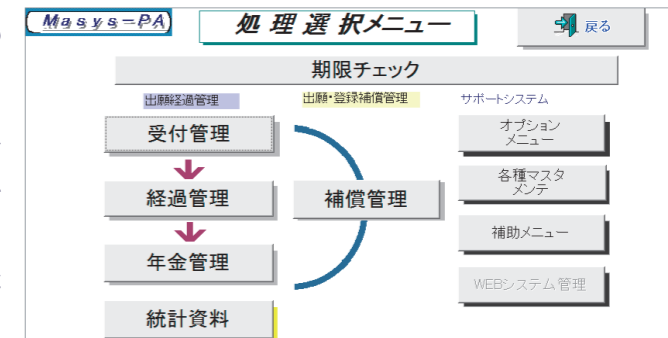 Masys=PA
処理選択メニュー
戻る
期限チェック
出願経過管理
出願・登録補償管理
サポートシステム
受付管理
経過管理
年金管理
統計資料
補償管理
オプション
メニュー
各種マスタ
メンテ
補助メニュー
WEBシステム管理